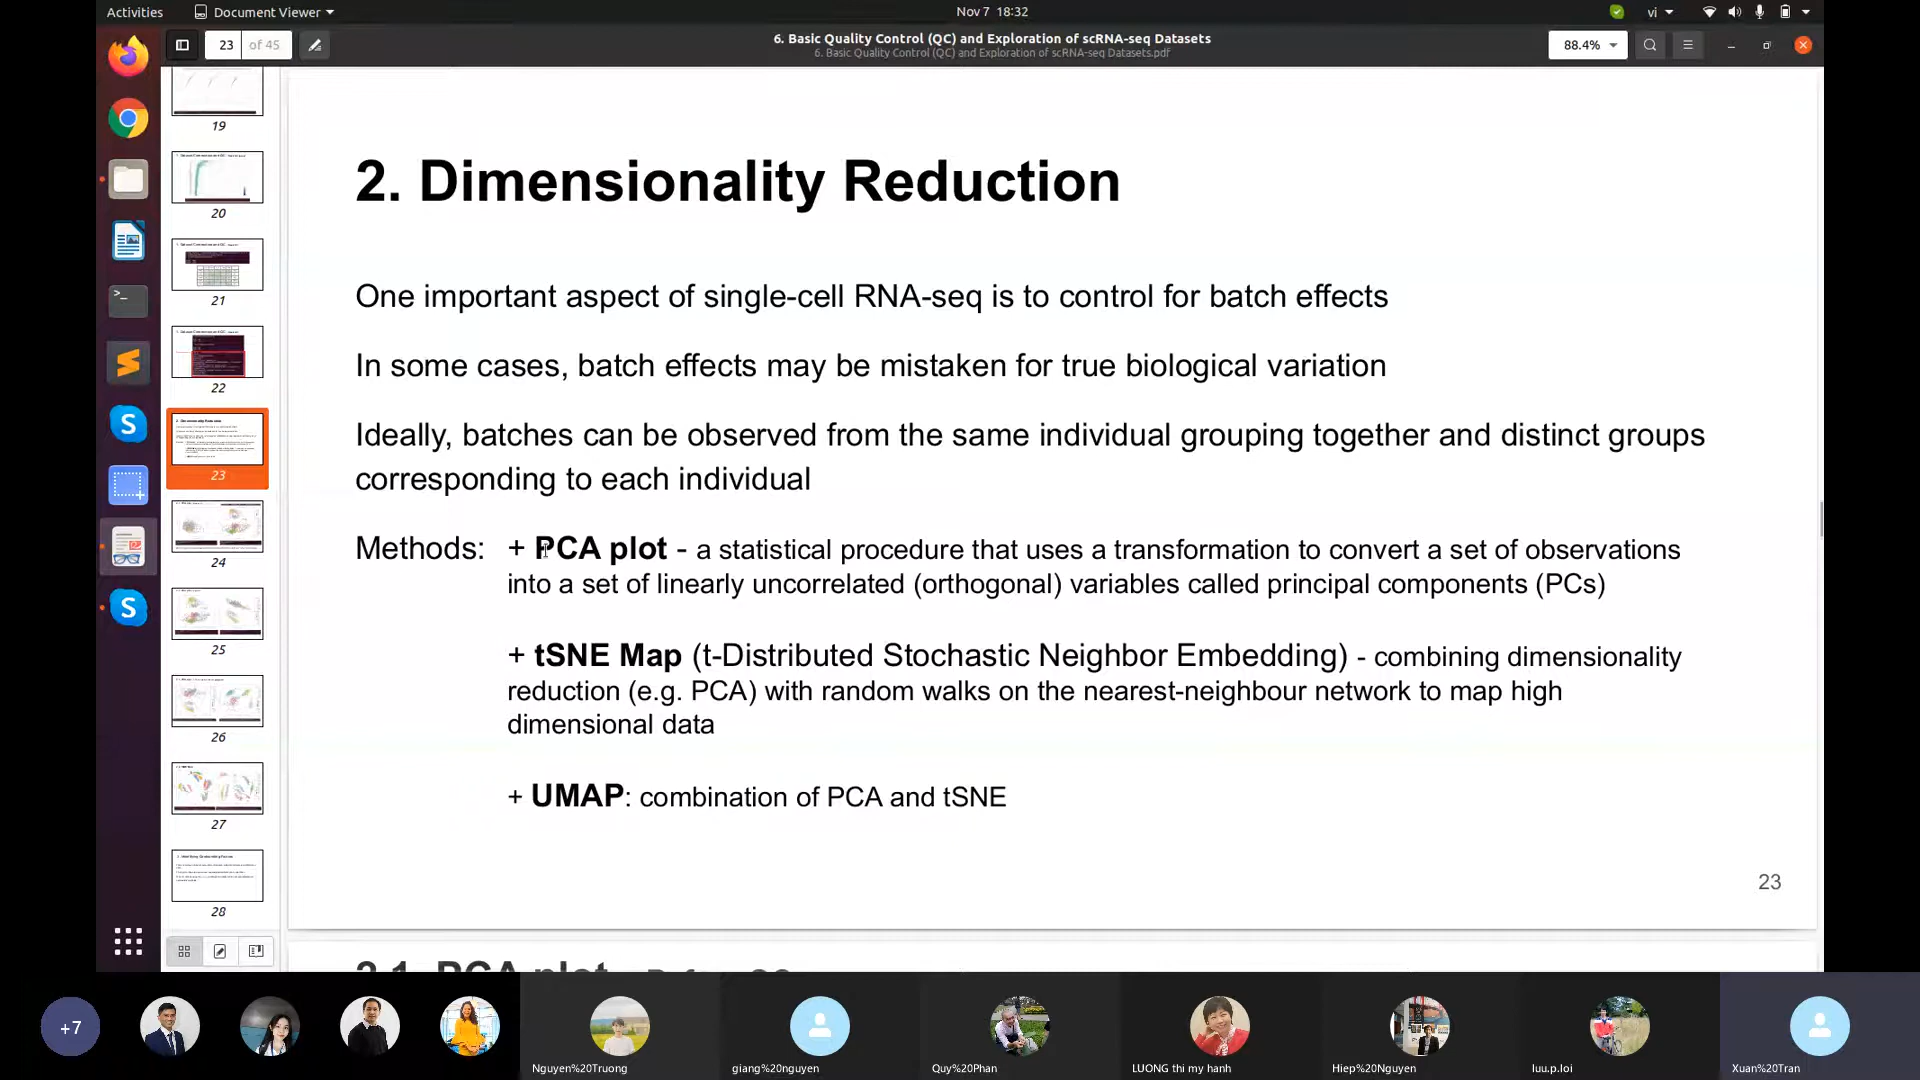 Activities
Document Viewer
Nov 7 18:32
vi
23 of 45
6. Basic Quality Control (QC) and Exploration of scRNA-seq Datasets
6. Basic Quality Control (QC) and Exploration of scRNA-seq Datasets.pdf
88.4%
19
20
21
22
23
24
25
26
27
28
2. Dimensionality Reduction
One important aspect of single-cell RNA-seq is to control for batch effects
In some cases, batch effects may be mistaken for true biological variation
Ideally, batches can be observed from the same individual grouping together and distinct groups
corresponding to each individual
Methods: + PCA plot - a statistical procedure that uses a transformation to convert a set of observations
into a set of linearly uncorrelated (orthogonal) variables called principal components (PCs)
+ tSNE Map (t-Distributed Stochastic Neighbor Embedding) - combining dimensionality
reduction (e.g. PCA) with random walks on the nearest-neighbour network to map high
dimensional data
+ UMAP: combination of PCA and tSNE
23
2.1. PCA plot
+7
Nguyen%20Truong
giang%20nguyen
Quy%20Phan
LUONG thi my hanh
Hiep%20Nguyen
luu.p.loi
Xuan%20Tran